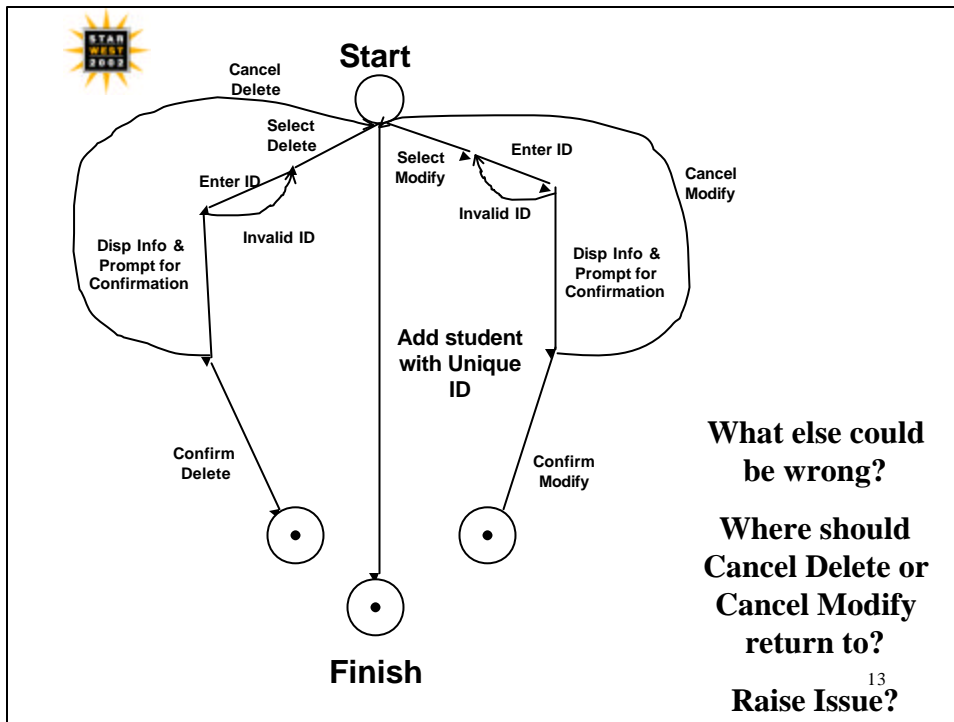 STAR
WEST
2002
Start
Cancel
Delete
Select
Delete
Enter ID
Invalid ID
Disp Info &
Prompt for
Confirmation
Confirm
Delete
Select
Modify
Enter ID
Invalid ID
Cancel
Modify
Disp Info &
Prompt for
Confirmation
Add student
with Unique
ID
Confirm
Modify
Finish
What else could
be wrong?
Where should
Cancel Delete or
Cancel Modify
return to?
13
Raise Issue?